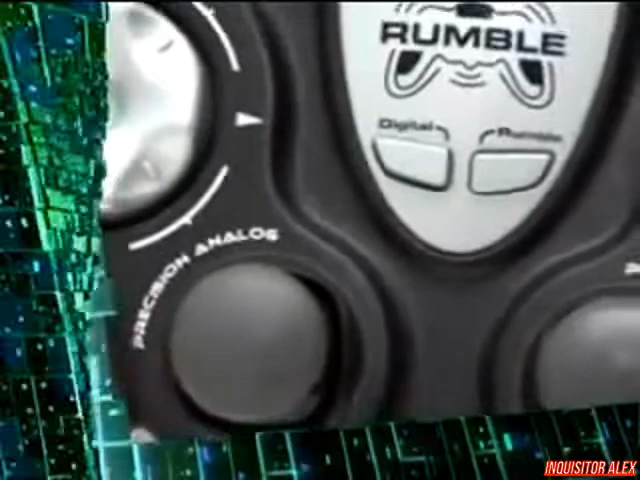 RUMBLE
Digital
Rumble
PRECISION ANALOG
INQUISITOR ALEX